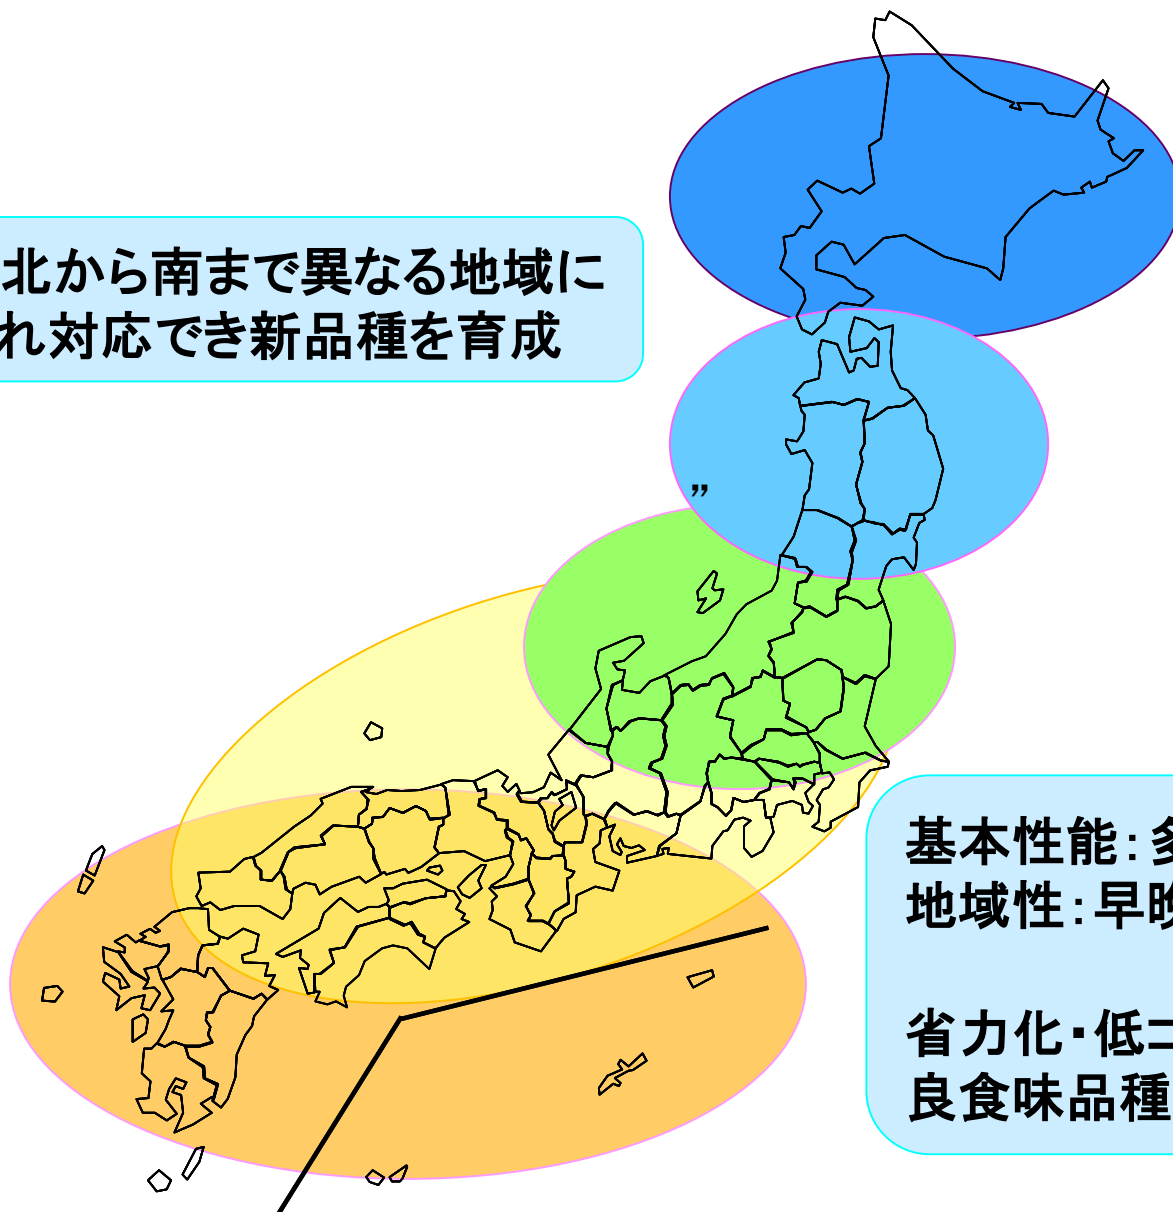 北から南まで異なる地域に
れ対応でき新品種を育成
”
基本性能：多
地域性：早晩
省力化・低コ
良食味品種